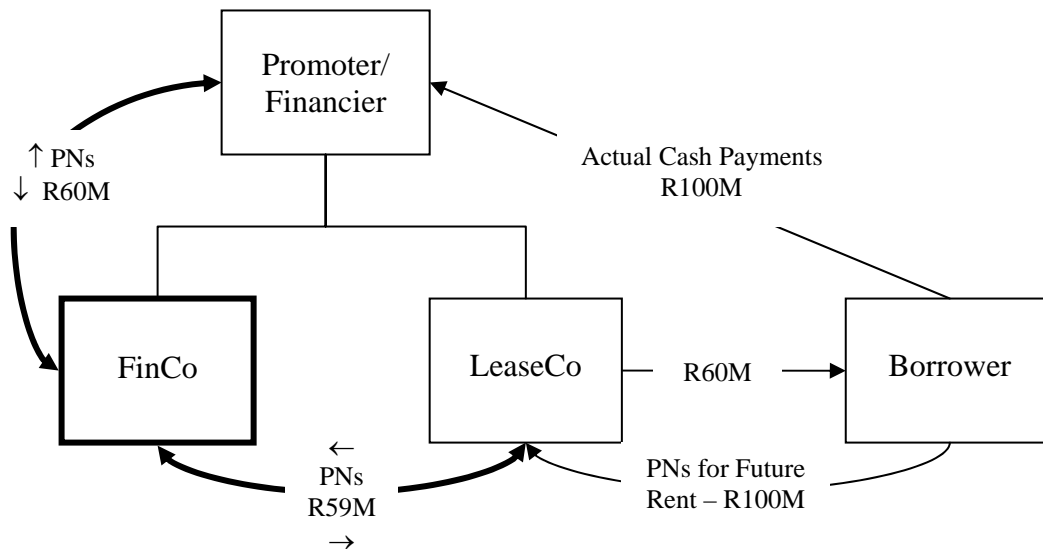 Promoter/
Financier
↑ PNs
↓ R60M
Actual Cash Payments
R100M
FinCo
LeaseCo
R60M
Borrower
←
PNs
R59M
→
PNs for Future
Rent – R100M